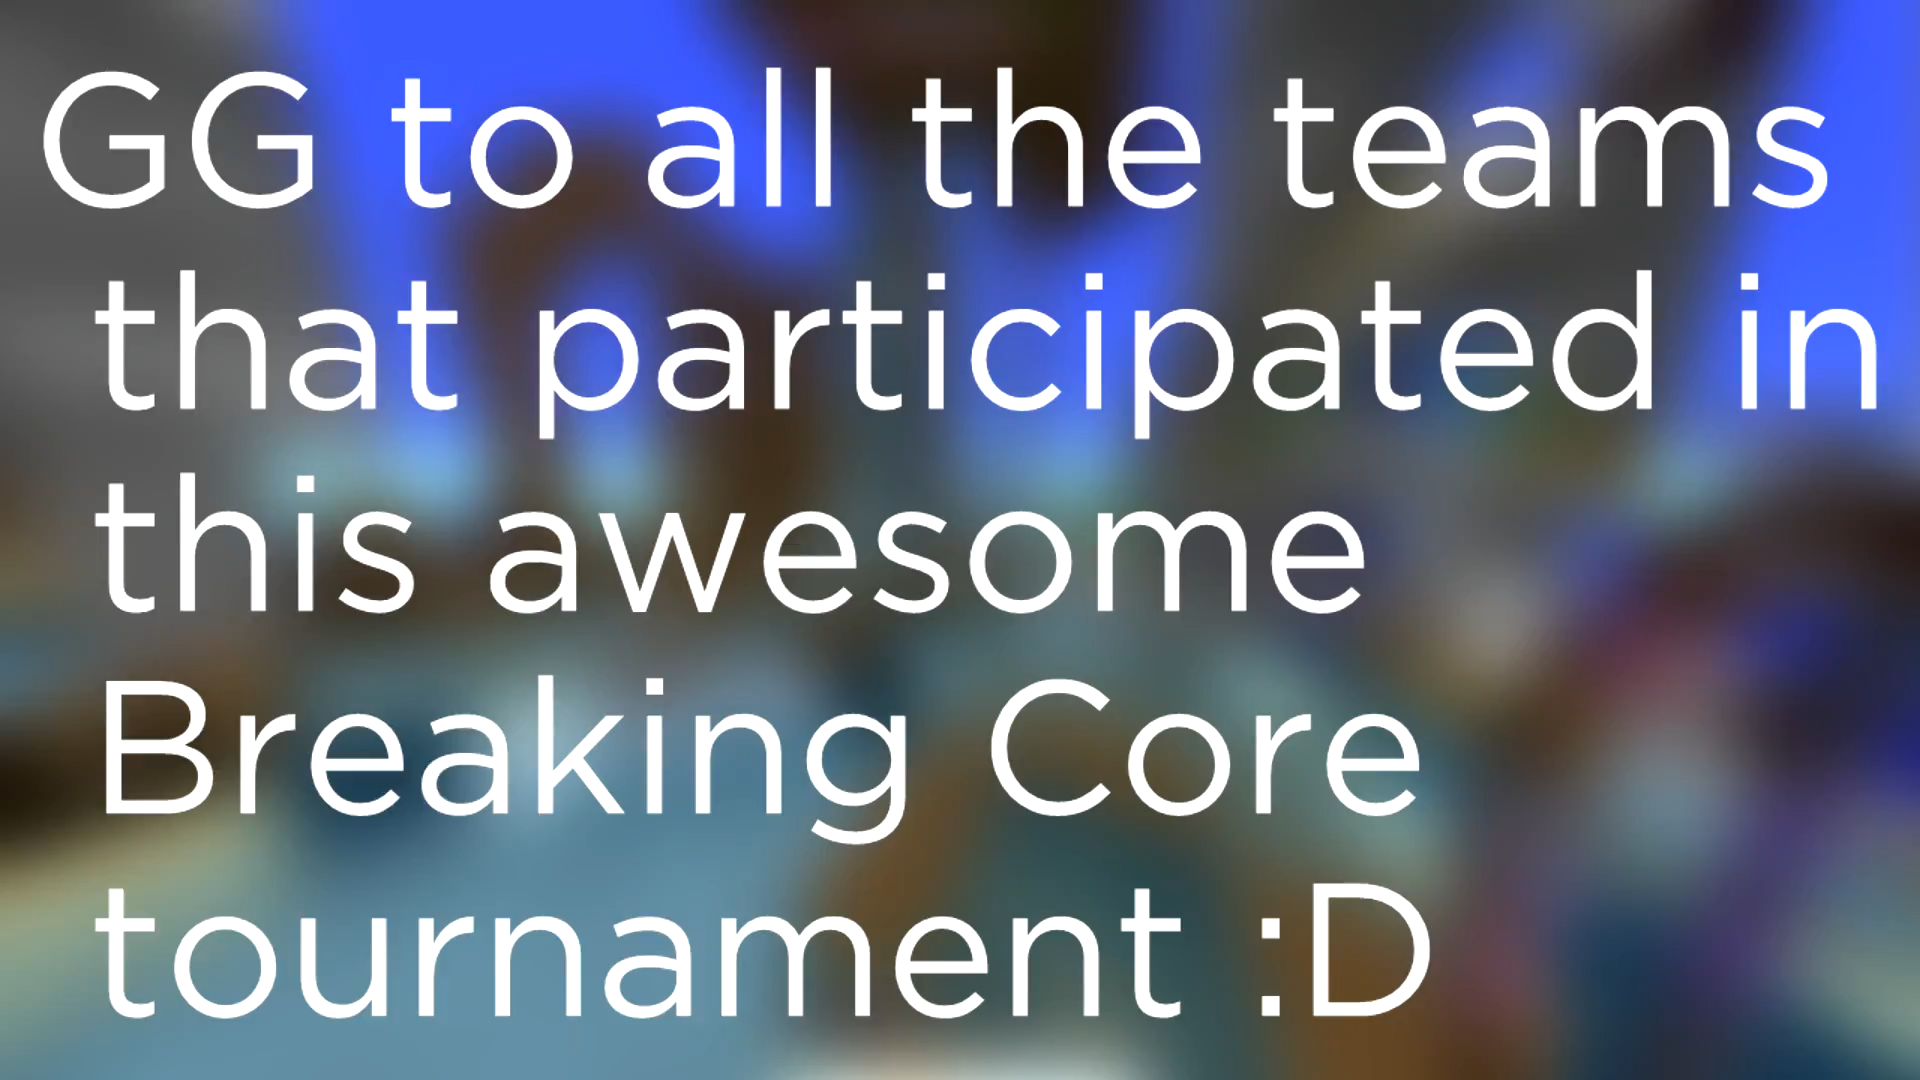 GG to all the teams
that participated in
this awesome
Breaking Core
tournament :D